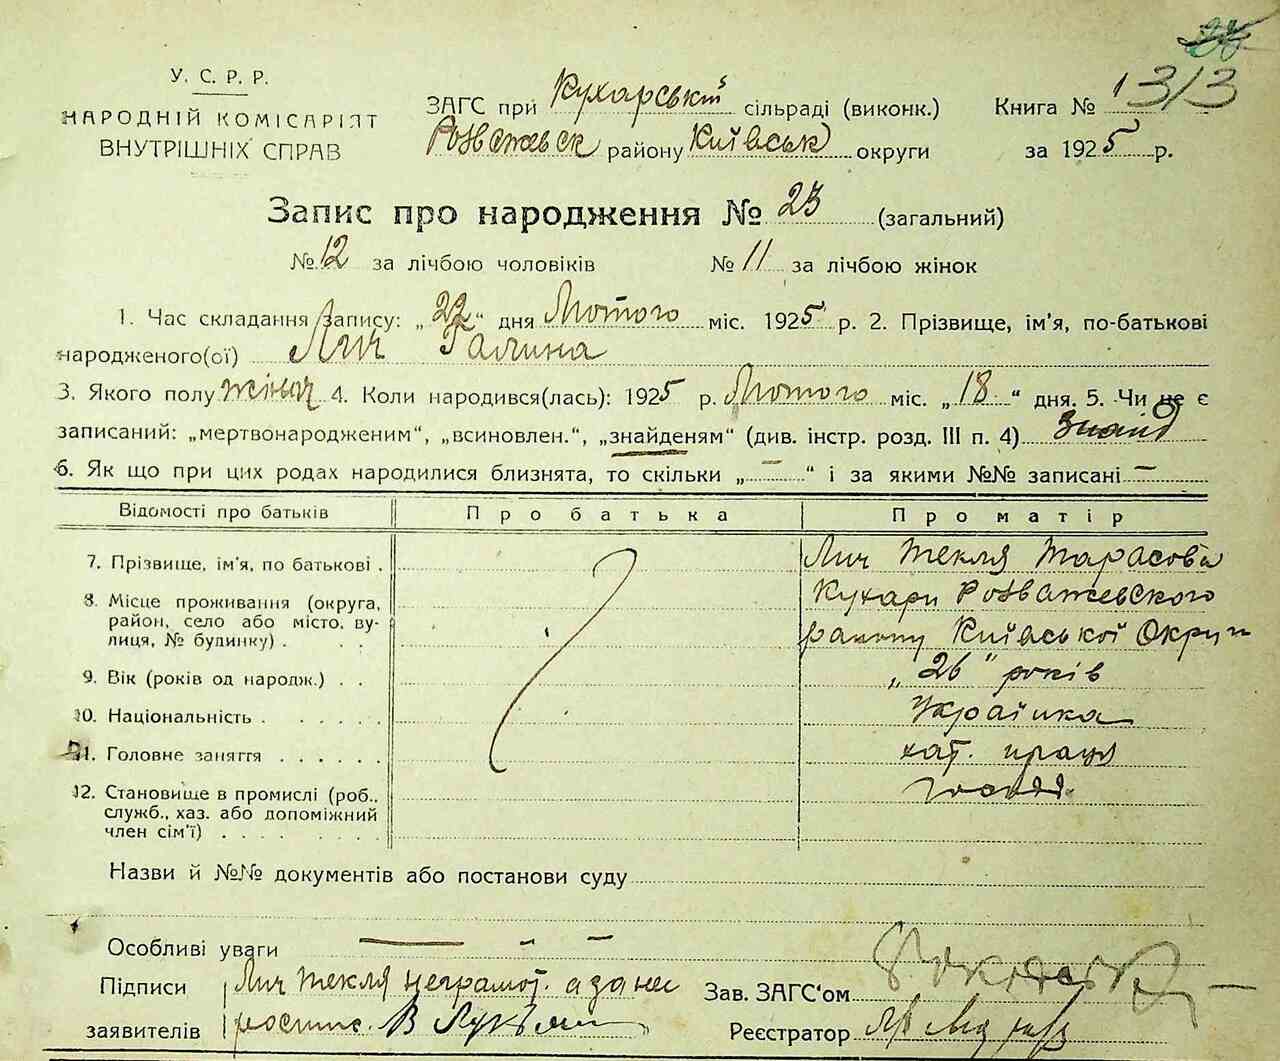 У. С. Р. Р.
НАРОДНІЙ КОМІСАРІЯТ
ВНУТРІШНІХ СПРАВ
ЗАГС при Кухарській сільраді (виконк.)
Розважевск району Київськ округи
Книга № 1313
за 1925 р.
Запис про народження № 23 (загальний)
№ 12 за лічбою чоловіків № 11 за лічбою жінок
1. Час складання запису: „22“ дня Лютого міс. 1925 р. 2. Прізвище, ім'я, по-батькові
народженого(ої) Лич Галина
3. Якого полу жіноч 4. Коли народився(лась): 1925 р. Лютого міс. „18“ дня. 5. Чи не є
записаний: „мертвонародженим“, „всиновлен.“, „знайденям“ (див. інстр. розд. III п. 4) Знайд
6. Як що при цих родах народилися близнята, то скільки „ — “ і за якими №№ записані —
Відомості про батьків Про батька Про матір
7. Прізвище, ім'я, по батькові . Лич Текля Тарасова
8. Місце проживання (округа, Кухари Розважевского
район, село або місто, ву- району Київської Округи
лиця, № будинку) . . .
9. Вік (років од народж.) . . „26“ років
10. Національність . . . . . Українка
11. Головне заняття . . . . . . хат. праця
12. Становище в промислі (роб.,
служб., хаз. або допоміжний
член сім'ї) . . . . .
Назви й №№ документів або постанови суду
Особливі уваги — - –
Підписи Лич Текля неграмот. а за неї
заявителів росписс. В
Зав. ЗАГС'ом
Реєстратор